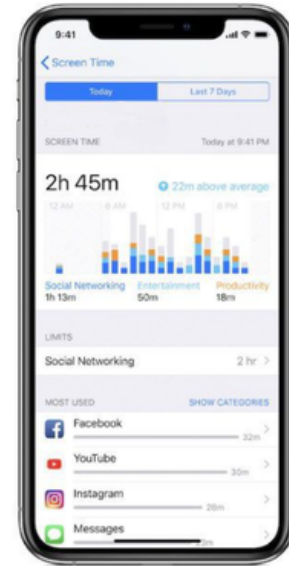 9:41
Screen Time
Today Last 7 Days
SCREEN TIME Today at 9:41 PM
2h 45m 22m above average
12 AM 6 AM 12 PM 6 PM
Social Networking Entertainment Productivity
1h 13m 50m 18m
LIMITS
Social Networking 2 hr
MOST USED SHOW CATEGORIES
Facebook
32m
YouTube
30m
Instagram
28m
Messages